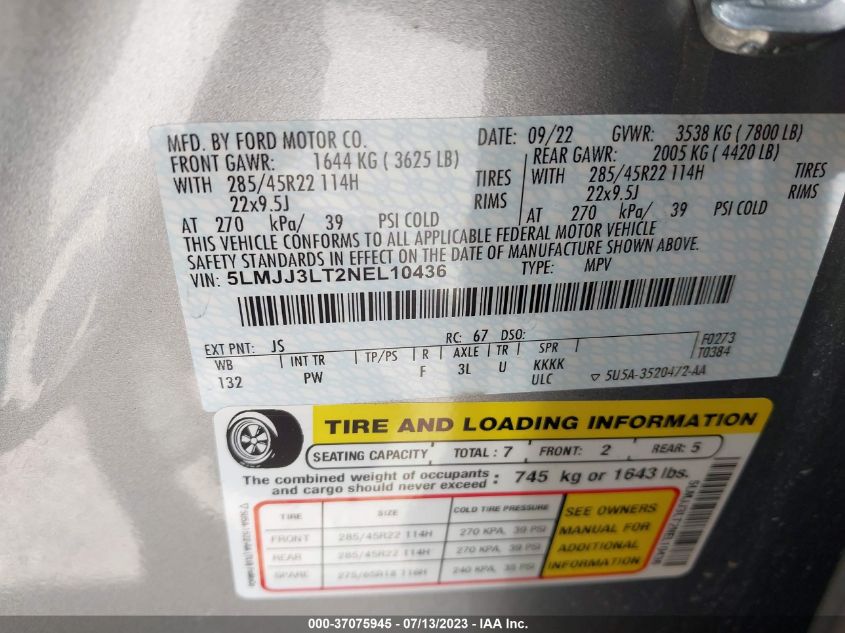 MFD. BY FORD MOTOR CO. DATE: 09/22 GVWR: 3538 KG ( 7800 LB)
FRONT GAWR: 1644 KG ( 3625 LB) REAR GAWR: 2005 KG ( 4420 LB)
WITH 285/45R22 114H TIRES WITH 285/45R22 114H TIRES
22x9.5J RIMS 22x9.5J RIMS
AT 270 kPa/ 39 PSI COLD AT 270 kPa/ 39 PSI COLD
THIS VEHICLE CONFORMS TO ALL APPLICABLE FEDERAL MOTOR VEHICLE
SAFETY STANDARDS IN EFFECT ON THE DATE OF MANUFACTURE SHOWN ABOVE.
VIN: 5LMJJ3LT2NEL10436 TYPE: MPV
EXT PNT: JS RC: 67 DSO: F0273
WB INT TR TP/PS R AXLE TR SPR T0384
132 PW F 3L U KKKK
ULC ▽ 5U5A-3520472-AA
TIRE AND LOADING INFORMATION
SEATING CAPACITY TOTAL : 7 FRONT: 2 REAR: 5
The combined weight of occupants and cargo should never exceed : 745 kg or 1643 lbs.
TIRE SIZE COLD TIRE PRESSURE
FRONT 285/45R22 114H 270 KPA, 39 PSI
REAR 285/45R22 114H 270 KPA, 39 PSI
SPARE 275/65R18 116H 240 KPA, 35 PSI
SEE OWNERS
MANUAL FOR
ADDITIONAL
INFORMATION
000-37075945 - 07/13/2023 - IAA Inc.